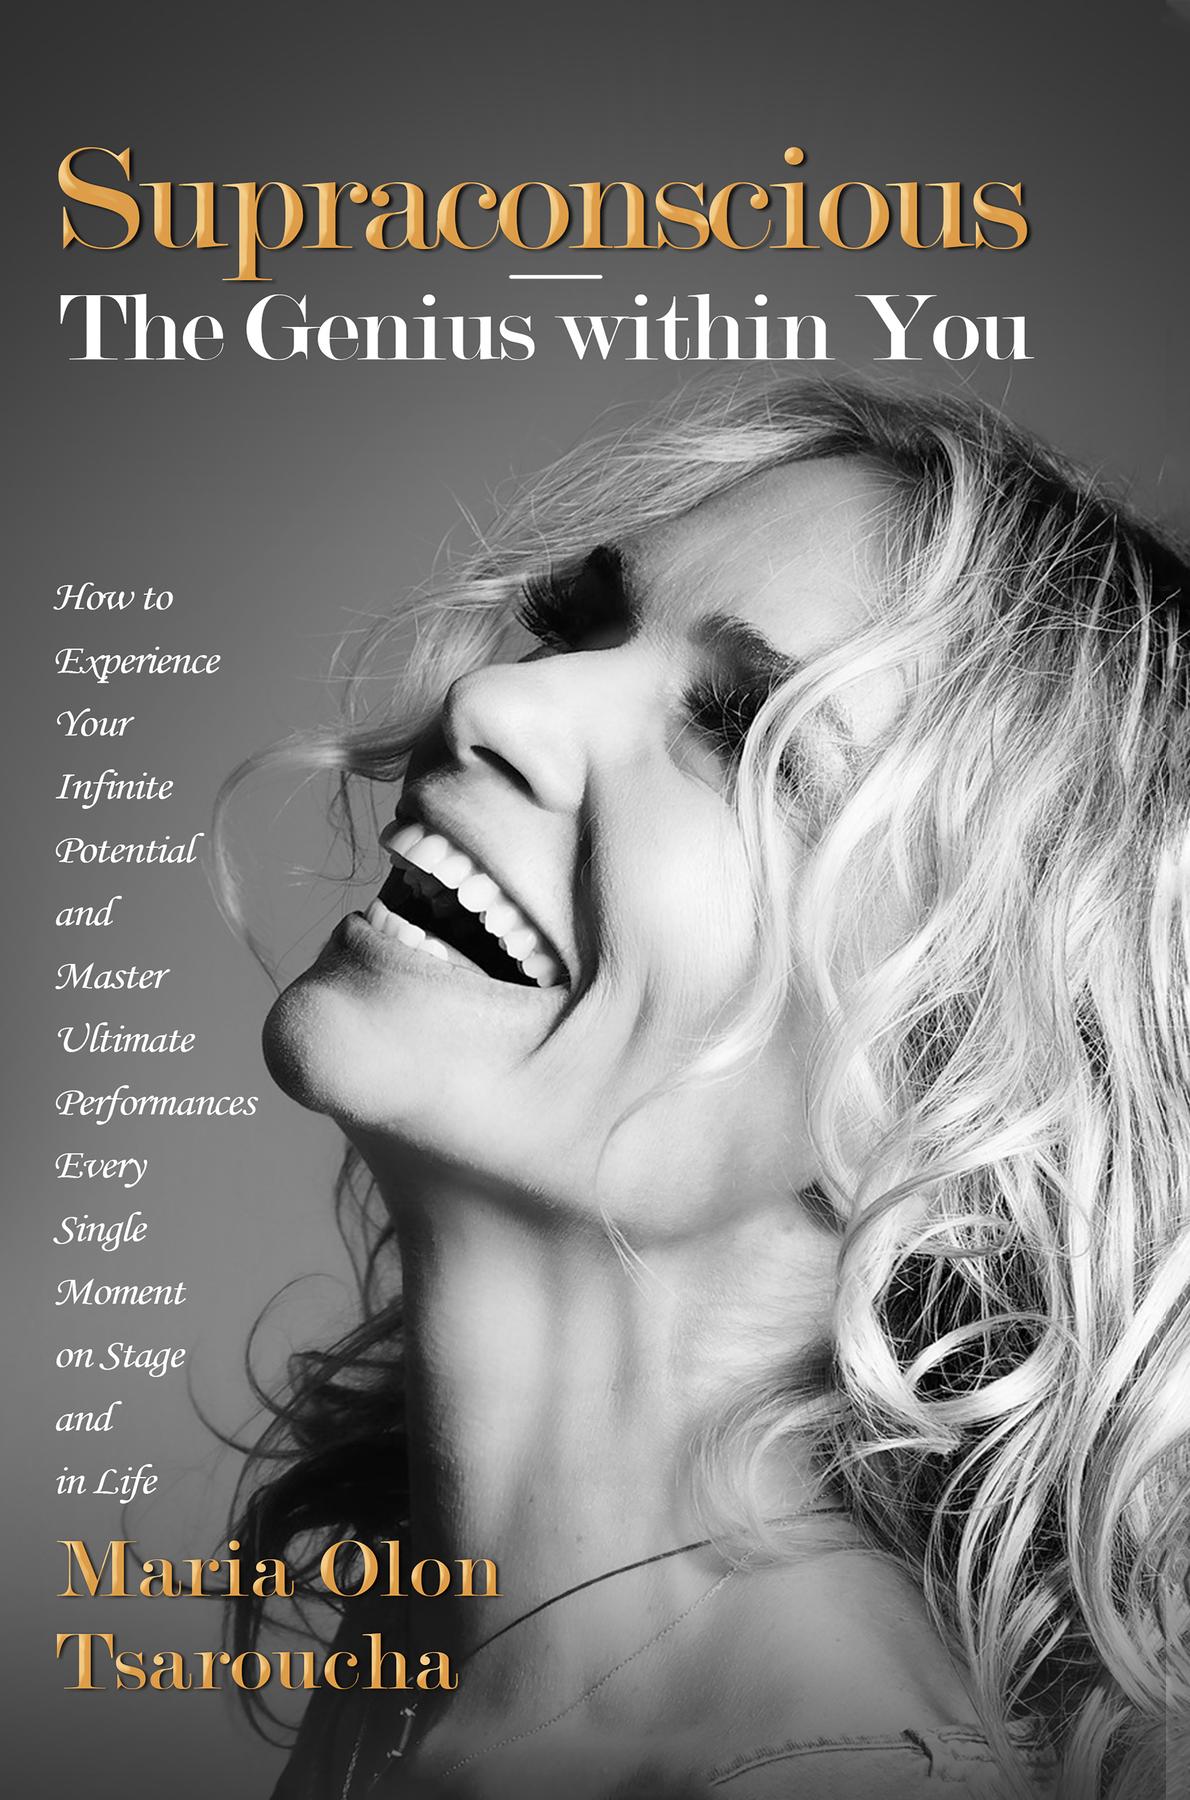 Supraconscious
The Genius within You
How to
Experience
Your
Infinite
Potential
and
Master
Ultimate
Performances
Every
Single
Moment
on Stage
and
in Life
Maria Olon
Tsaroucha